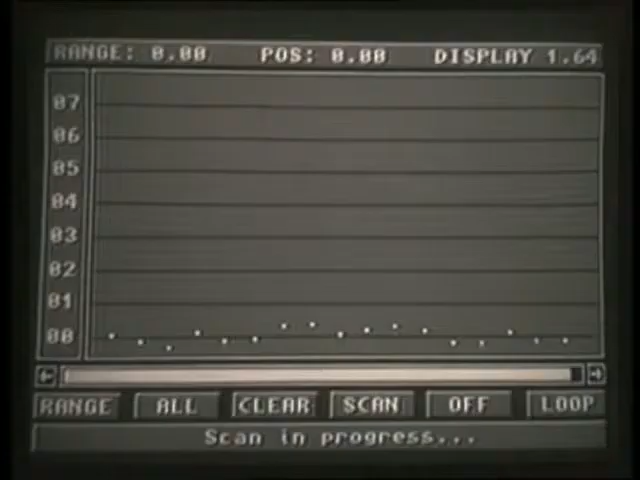 RANGE: 0.00 POS: 0.00 DISPLAY 1.64
07
06
05
04
03
02
01
00
RANGE ALL CLEAR SCAN OFF LOOP
Scan in progress...